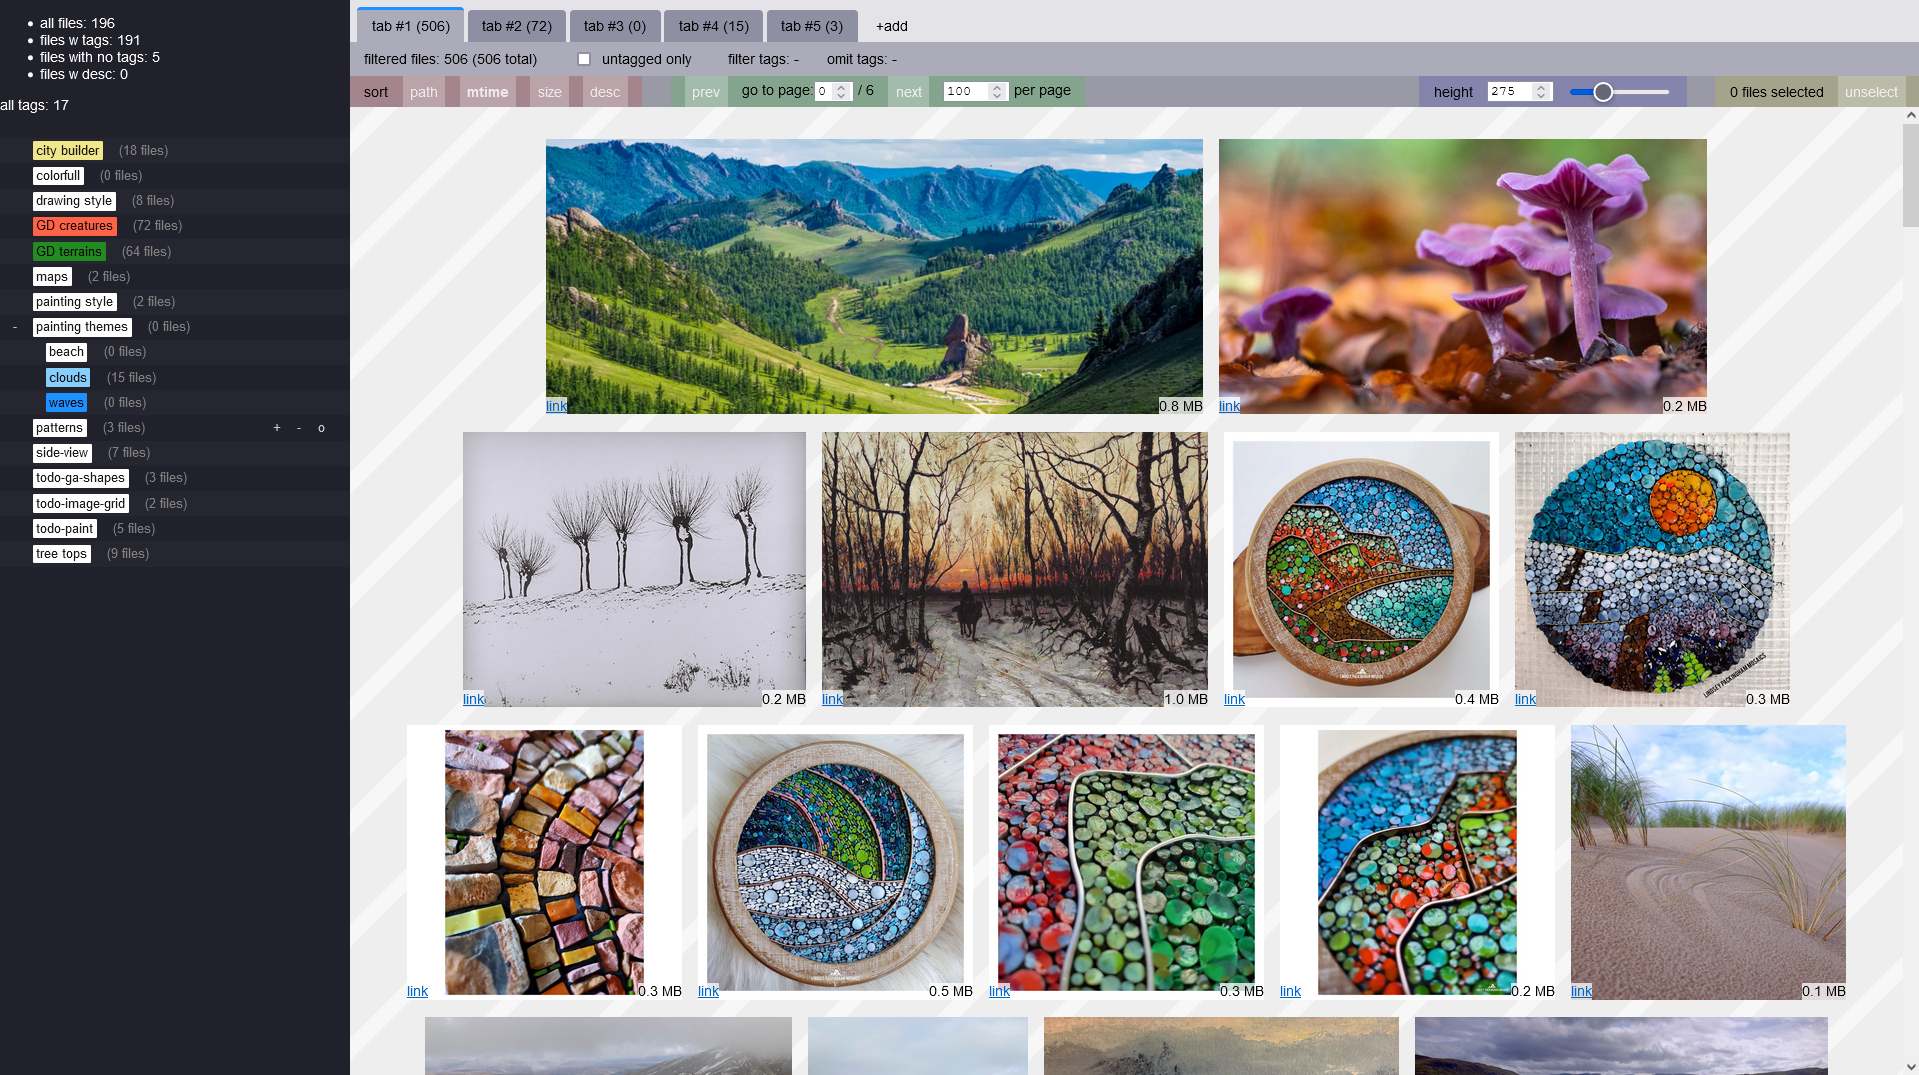 all files: 196
files w tags: 191
files with no tags: 5
files w desc: 0
all tags: 17
city builder (18 files)
colorfull (0 files)
drawing style (8 files)
GD creatures (72 files)
GD terrains (64 files)
maps (2 files)
painting style (2 files)
- painting themes (0 files)
beach (0 files)
clouds (15 files)
waves (0 files)
patterns (3 files) + - o
side-view (7 files)
todo-ga-shapes (3 files)
todo-image-grid (2 files)
todo-paint (5 files)
tree tops (9 files)
tab #1 (506) tab #2 (72) tab #3 (0) tab #4 (15) tab #5 (3) +add
filtered files: 506 (506 total) untagged only filter tags: - omit tags: -
sort path mtime size desc prev go to page: 0 / 6 next 100 per page height 275 0 files selected unselect
link 0.8 MB link 0.2 MB
link 0.2 MB link 1.0 MB link 0.4 MB link 0.3 MB
LINDSEY PACKINGHAM MOSAICS
link 0.3 MB link 0.5 MB link 0.3 MB link 0.2 MB link 0.1 MB